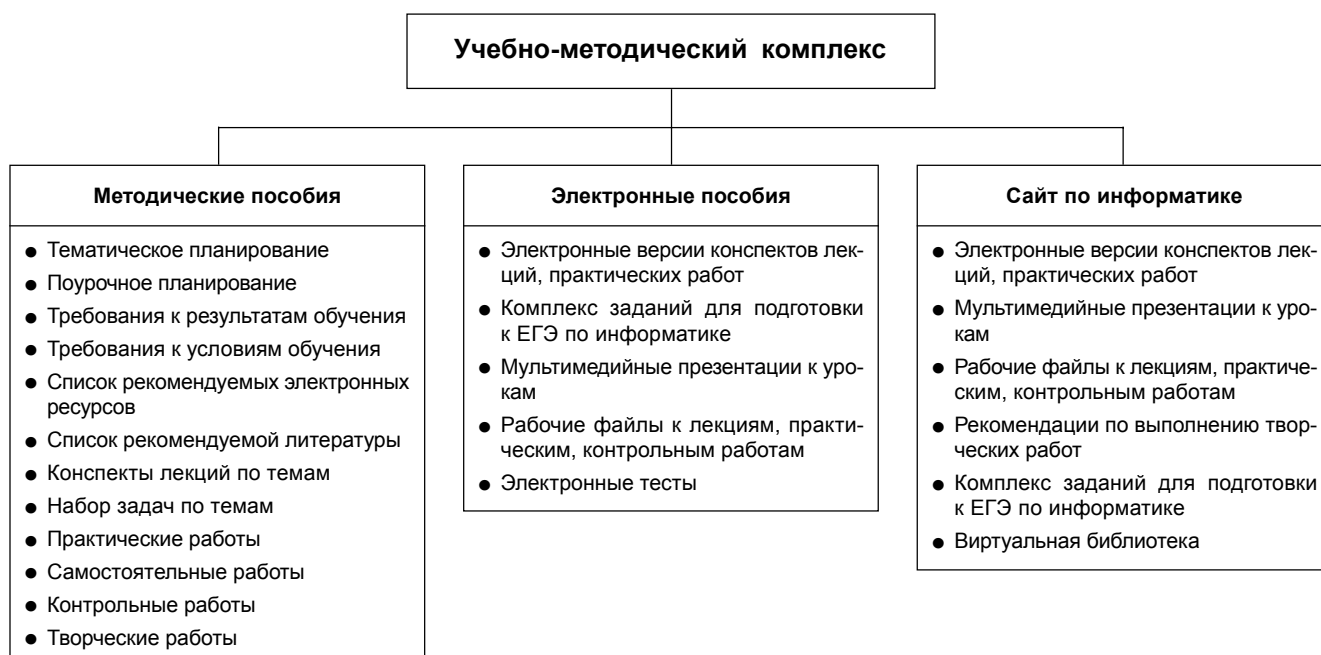 Учебно-методический комплекс
Методические пособия
● Тематическое планирование
● Поурочное планирование
● Требования к результатам обучения
● Требования к условиям обучения
● Список рекомендуемых электронных
ресурсов
● Список рекомендуемой литературы
● Конспекты лекций по темам
● Набор задач по темам
● Практические работы
● Самостоятельные работы
● Контрольные работы
● Творческие работы
Электронные пособия
● Электронные версии конспектов лек-
ций, практических работ
● Комплекс заданий для подготовки
к ЕГЭ по информатике
● Мультимедийные презентации к уро-
кам
● Рабочие файлы к лекциям, практи-
ческим, контрольным работам
● Электронные тесты
Сайт по информатике
● Электронные версии конспектов лек-
ций, практических работ
● Мультимедийные презентации к уро-
кам
● Рабочие файлы к лекциям, практиче-
ским, контрольным работам
● Рекомендации по выполнению твор-
ческих работ
● Комплекс заданий для подготовки
к ЕГЭ по информатике
● Виртуальная библиотека